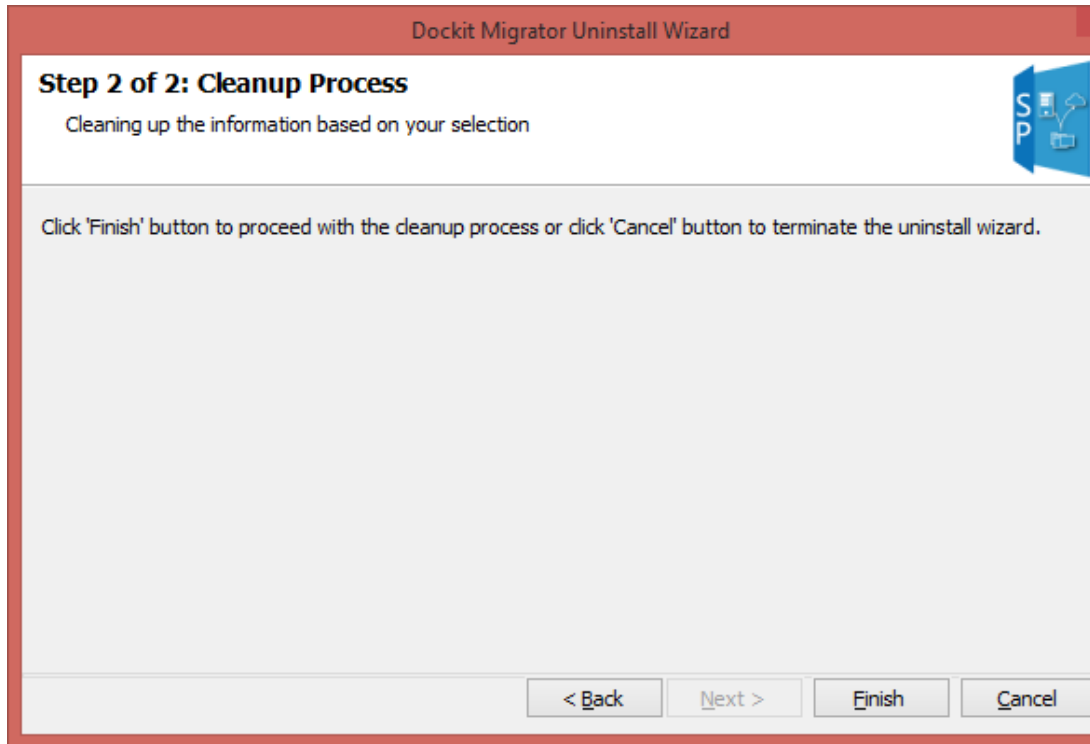 Dockit Migrator Uninstall Wizard
Step 2 of 2: Cleanup Process
Cleaning up the information based on your selection
S
P
Click 'Finish' button to proceed with the cleanup process or click 'Cancel' button to terminate the uninstall wizard.
< Back Next > Finish Cancel